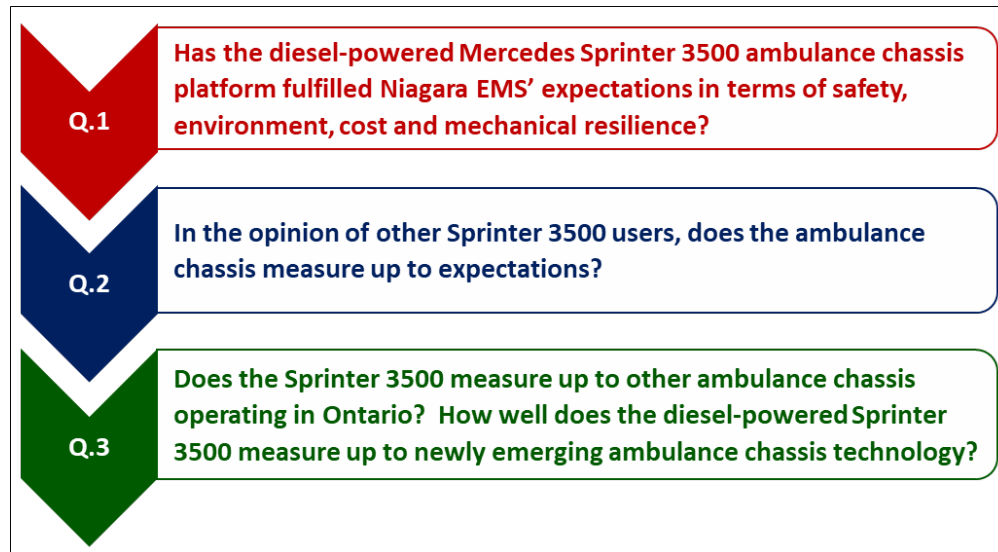 Q.1
Has the diesel-powered Mercedes Sprinter 3500 ambulance chassis
platform fulfilled Niagara EMS’ expectations in terms of safety,
environment, cost and mechanical resilience?
Q.2
In the opinion of other Sprinter 3500 users, does the ambulance
chassis measure up to expectations?
Q.3
Does the Sprinter 3500 measure up to other ambulance chassis
operating in Ontario?  How well does the diesel-powered Sprinter
3500 measure up to newly emerging ambulance chassis technology?